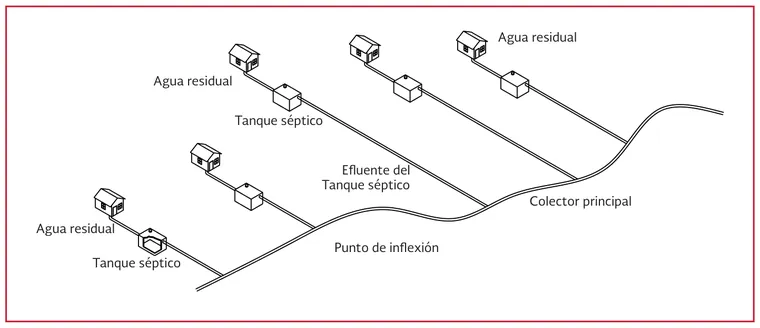 Agua residual
Agua residual
Tanque séptico
Efluente del
Tanque séptico
Colector principal
Agua residual
Punto de inflexión
Tanque séptico